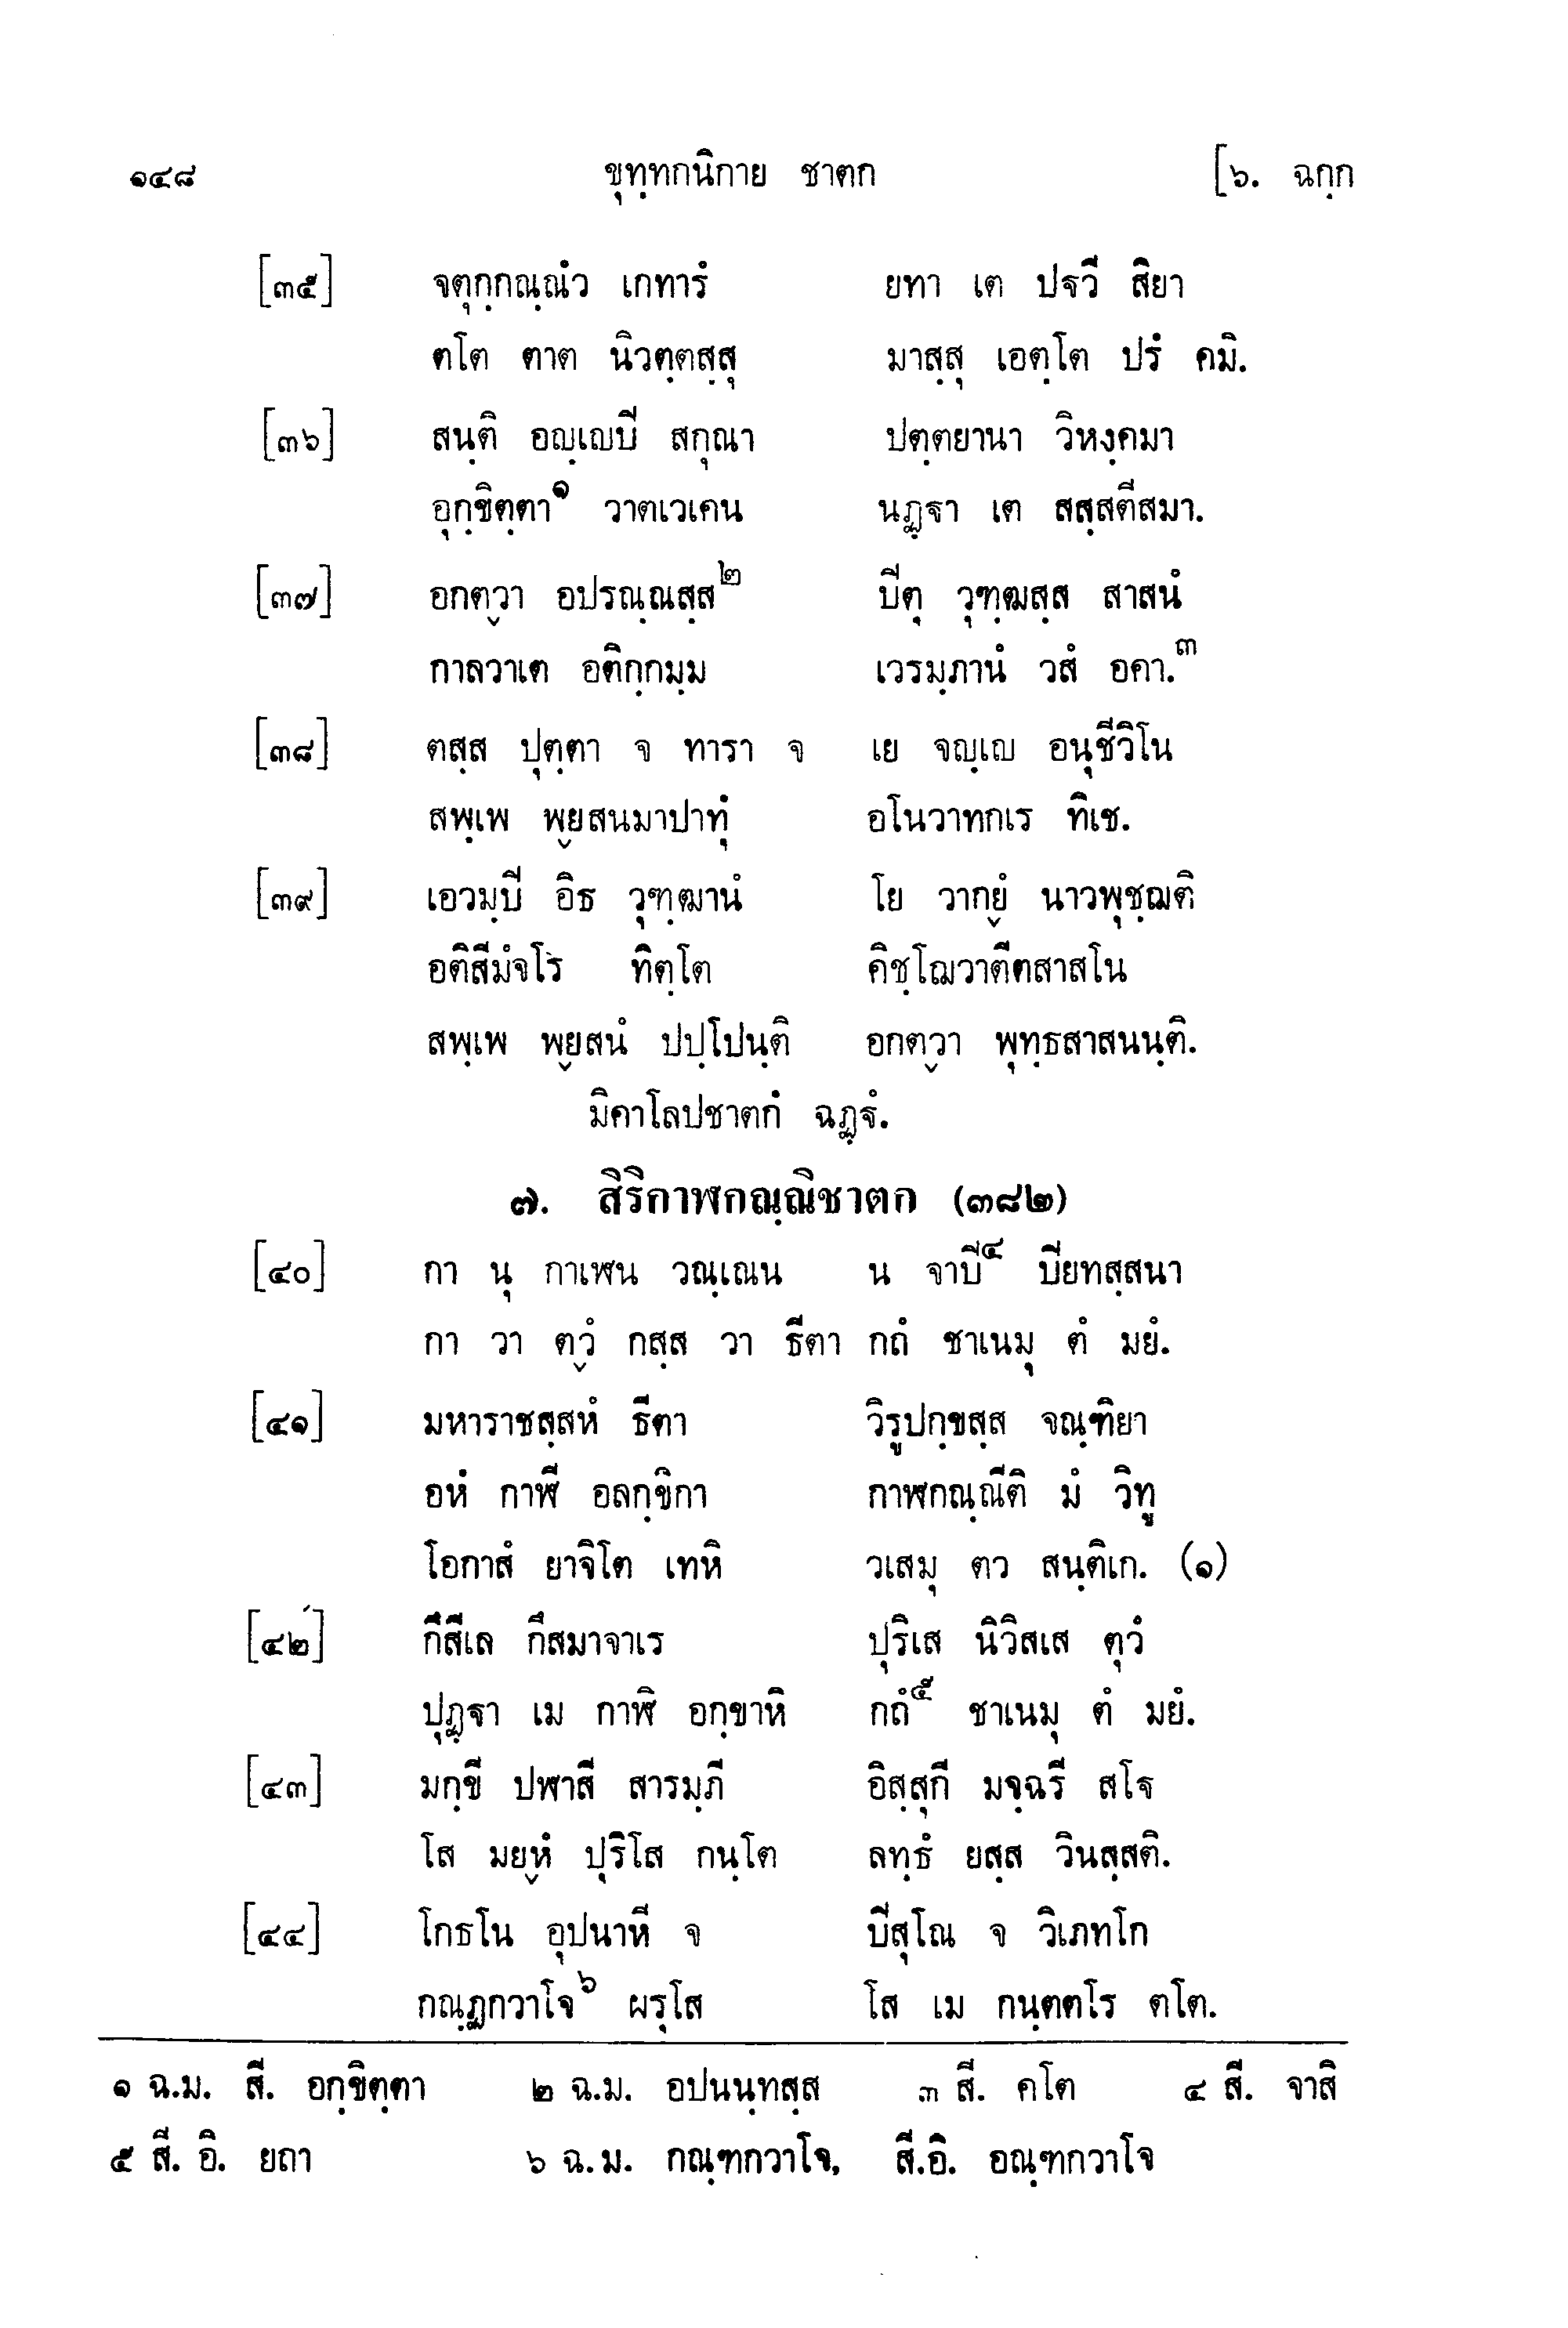 ๑๔๘ ขุทฺทกนิกาย ชาตก [๖. ฉกฺก
[๓๕] จตุกฺกณฺณํว เกทารํ ยทา เต ปฐวี สิยา
ตโต ตาต นิวตฺตสฺสุ มาสฺสุ เอตฺโต ปรํ คมิ.
[๓๖] สนฺติ อญฺเญปี สกุณา ปตฺตยานา วิหงฺคมา
อุกฺขิตฺตา๑ วาตเวเคน นฏฺฐา เต สสฺสตีสมา.
[๓๗] อกตฺวา อปรณฺณสฺส๒ ปีตุ วุฑฺฒสฺส สาสนํ
กาลวาเต อติกฺกมฺม เวรมฺภานํ วสํ อคา.๓
[๓๘] ตสฺส ปุตฺตา จ ทารา จ เย จญฺเญ อนุชีวิโน
สพฺเพ พฺยสนมาปาทุํ อโนวาทกเร ทิเช.
[๓๙] เอวมฺปี อิธ วุฑฺฒานํ โย วากฺยํ นาวพุชฺฌติ
อติสีมํจโร ทิตฺโต คิชฺโฌวาตีตสาสโน
สพฺเพ พฺยสนํ ปปฺโปนฺติ อกตฺวา พุทฺธสาสนนฺติ.
มิคาโลปชาตกํ ฉฏฺฐํ.
๗. สิริกาฬกณฺณิชาตก (๓๘๒)
[๔๐] กา นุ กาเฬน วณฺเณน น จาปี๔ ปียทสฺสนา
กา วา ตฺวํ กสฺส วา ธีตา กถํ ชาเนมุ ตํ มยํ.
[๔๑] มหาราชสฺสหํ ธีตา วิรูปกฺขสฺส จณฺฑิยา
อหํ กาฬี อลกฺขิกา กาฬกณฺณีติ มํ วิทู
โอกาสํ ยาจิโต เทหิ วเสมุ ตว สนฺติเก. (๑)
[๔๒] กึสีเล กึสมาจาเร ปุริเส นิวิสเส ตุวํ
ปุฏฺฐา เม กาฬิ อกฺขาหิ กถํ๕ ชาเนมุ ตํ มยํ.
[๔๓] มกฺขี ปฬาสี สารมฺภี อิสฺสุกี มจฺฉรี สโฐ
โส มยฺหํ ปุริโส กนฺโต ลทฺธํ ยสฺส วินสฺสติ.
[๔๔] โกธโน อุปนาหี จ ปีสุโณ จ วิเภทโก
กณฺฏกวาโจ๖ ผรุโส โส เม กนฺตตโร ตโต.
๑ ฉ.ม. สี. อกฺขิตฺตา ๒ ฉ.ม. อปนนฺทสฺส ๓ สี. คโต ๔ สี. จาสิ
๕ สี. อิ. ยถา ๖ ฉ.ม. กณฺฑกวาโจ, สี.อิ. อณฺฑกวาโจ